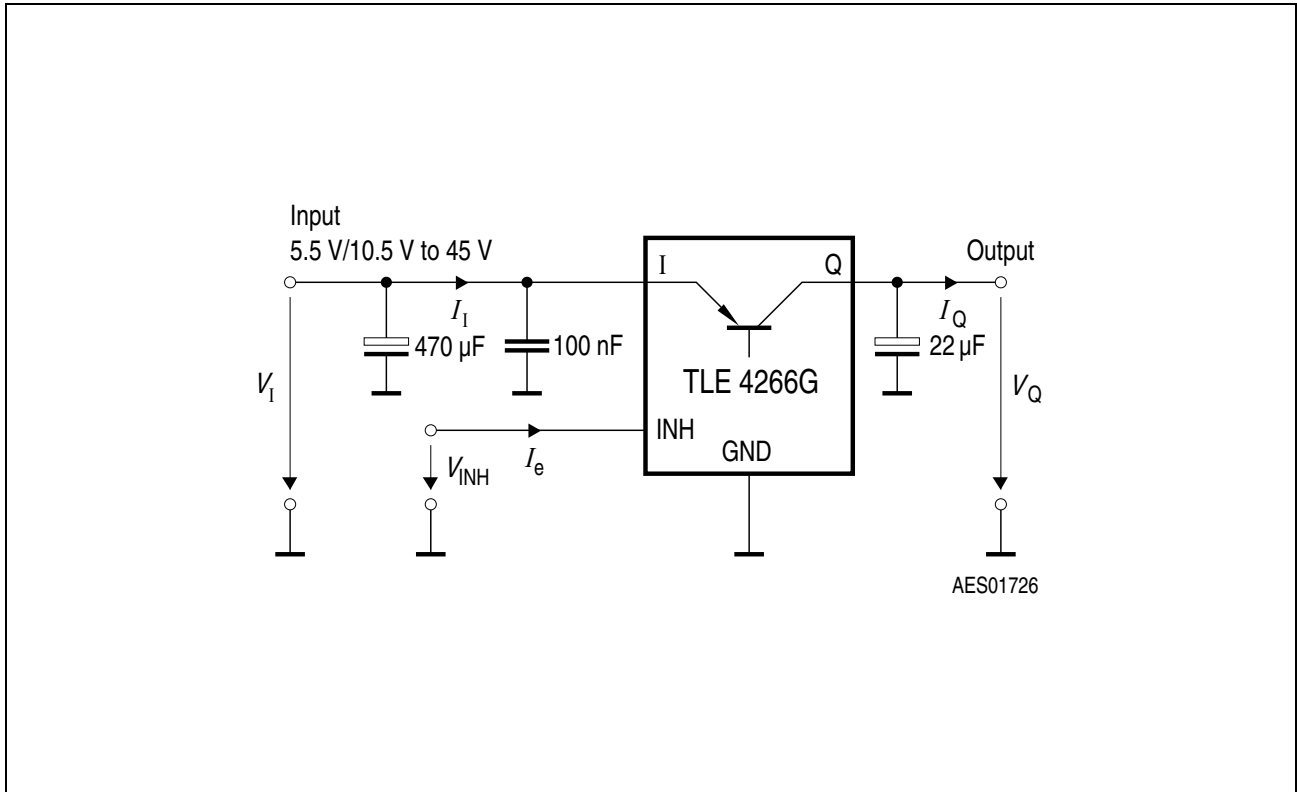 Input
5.5 V/10.5 V to 45 V
Output
I
Q
I_I
I_Q
470 µF
100 nF
22 µF
TLE 4266G
V_I
V_Q
INH
V_INH
I_e
GND
AES01726